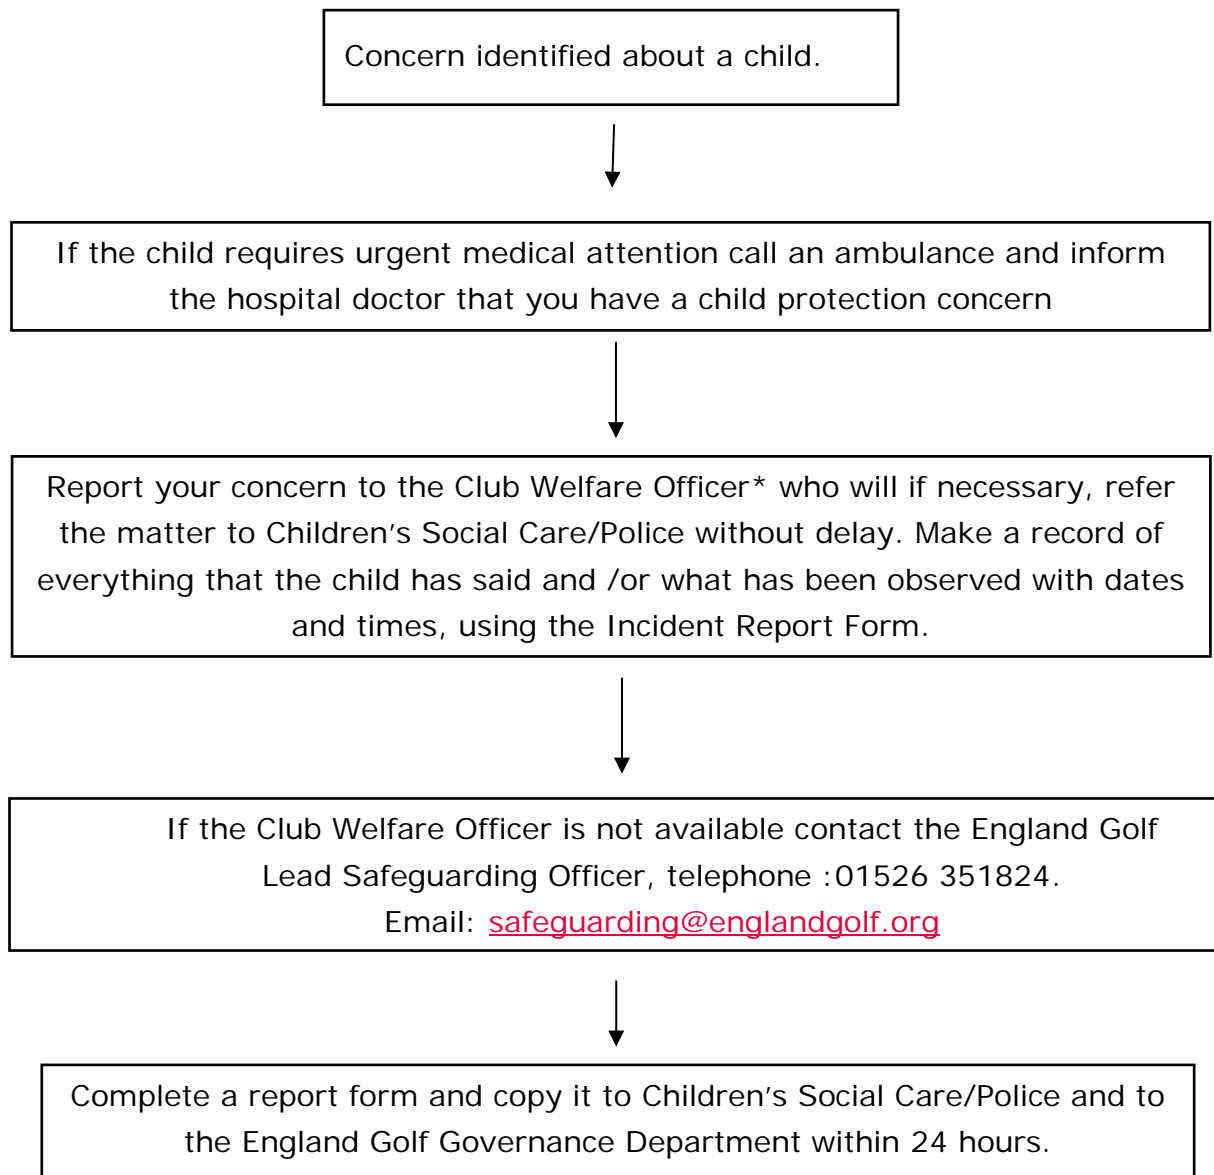 Concern identified about a child.
If the child requires urgent medical attention call an ambulance and inform
the hospital doctor that you have a child protection concern
Report your concern to the Club Welfare Officer* who will if necessary, refer
the matter to Children’s Social Care/Police without delay. Make a record of
everything that the child has said and /or what has been observed with dates
and times, using the Incident Report Form.
If the Club Welfare Officer is not available contact the England Golf
Lead Safeguarding Officer, telephone :01526 351824.
Email: safeguarding@englandgolf.org
Complete a report form and copy it to Children’s Social Care/Police and to
the England Golf Governance Department within 24 hours.